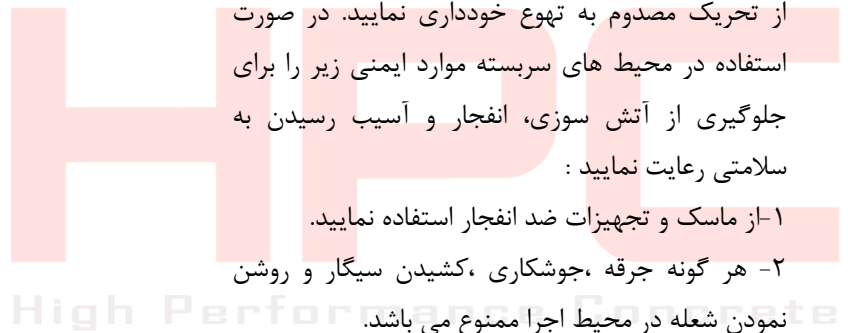 از تحریک مصدوم به تهوع خودداری نمایید. در صورت
استفاده در محیط های سربسته موارد ایمنی زیر را برای
جلوگیری از آتش سوزی، انفجار و آسیب رسیدن به
سلامتی رعایت نمایید :
۱-از ماسک و تجهیزات ضد انفجار استفاده نمایید.
۲- هر گونه جرقه ،جوشکاری ،کشیدن سیگار و روشن
نمودن شعله در محیط اجرا ممنوع می باشد.
HPC
High Performance Concrete